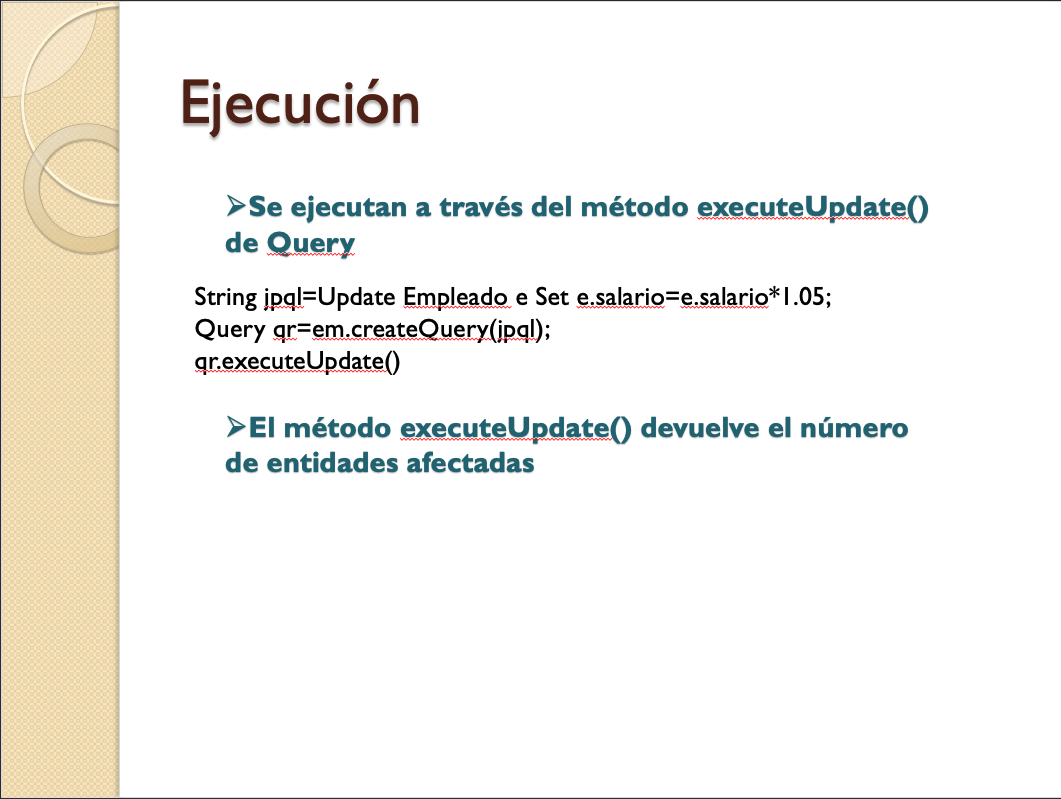 Ejecución
➢Se ejecutan a través del método executeUpdate()
de Query
String jpql=Update Empleado e Set e.salario=e.salario*1.05;
Query qr=em.createQuery(jpql);
qr.executeUpdate()
➢El método executeUpdate() devuelve el número
de entidades afectadas